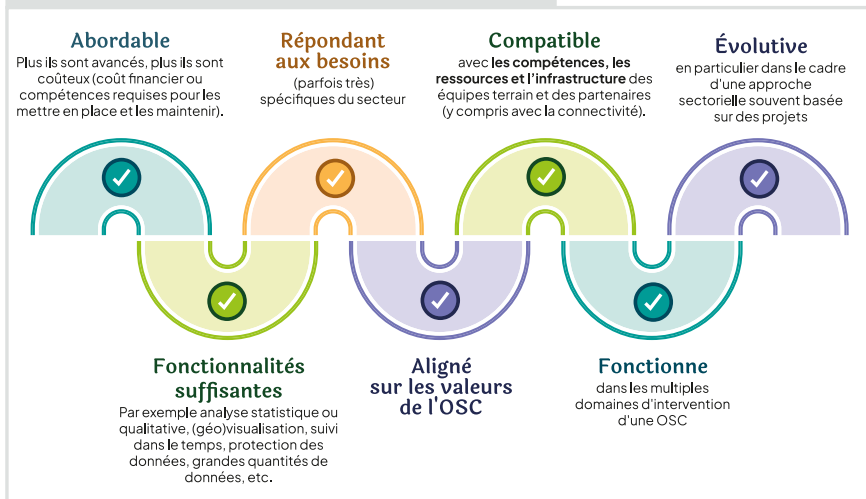 Abordable
Plus ils sont avancés, plus ils sont
coûteux (coût financier ou
compétences requises pour les
mettre en place et les maintenir).
Répondant
aux besoins
(parfois très)
spécifiques du secteur
Compatible
avec les compétences, les
ressources et l'infrastructure des
équipes terrain et des partenaires
(y compris avec la connectivité).
Évolutive
en particulier dans le cadre
d'une approche
sectorielle souvent basée
sur des projets
Fonctionnalités
suffisantes
Par exemple analyse statistique ou
qualitative, (géo)visualisation, suivi
dans le temps, protection des
données, grandes quantités de
données, etc.
Aligné
sur les valeurs
de l'OSC
Fonctionne
dans les multiples
domaines d'intervention
d'une OSC